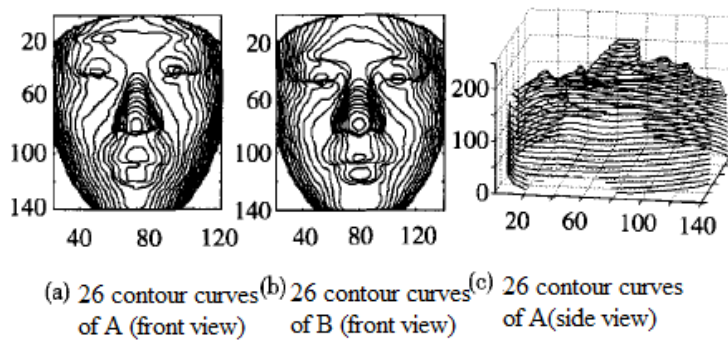 20
60
100
140
40 80 120
20
60
100
140
40 80 120
200
100
0
20 60 100 140
(a) 26 contour curves
of A (front view)
(b) 26 contour curves
of B (front view)
(c) 26 contour curves
of A(side view)